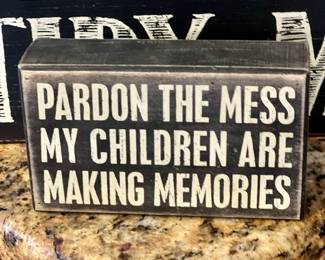 PARDON THE MESS
MY CHILDREN ARE
MAKING MEMORIES